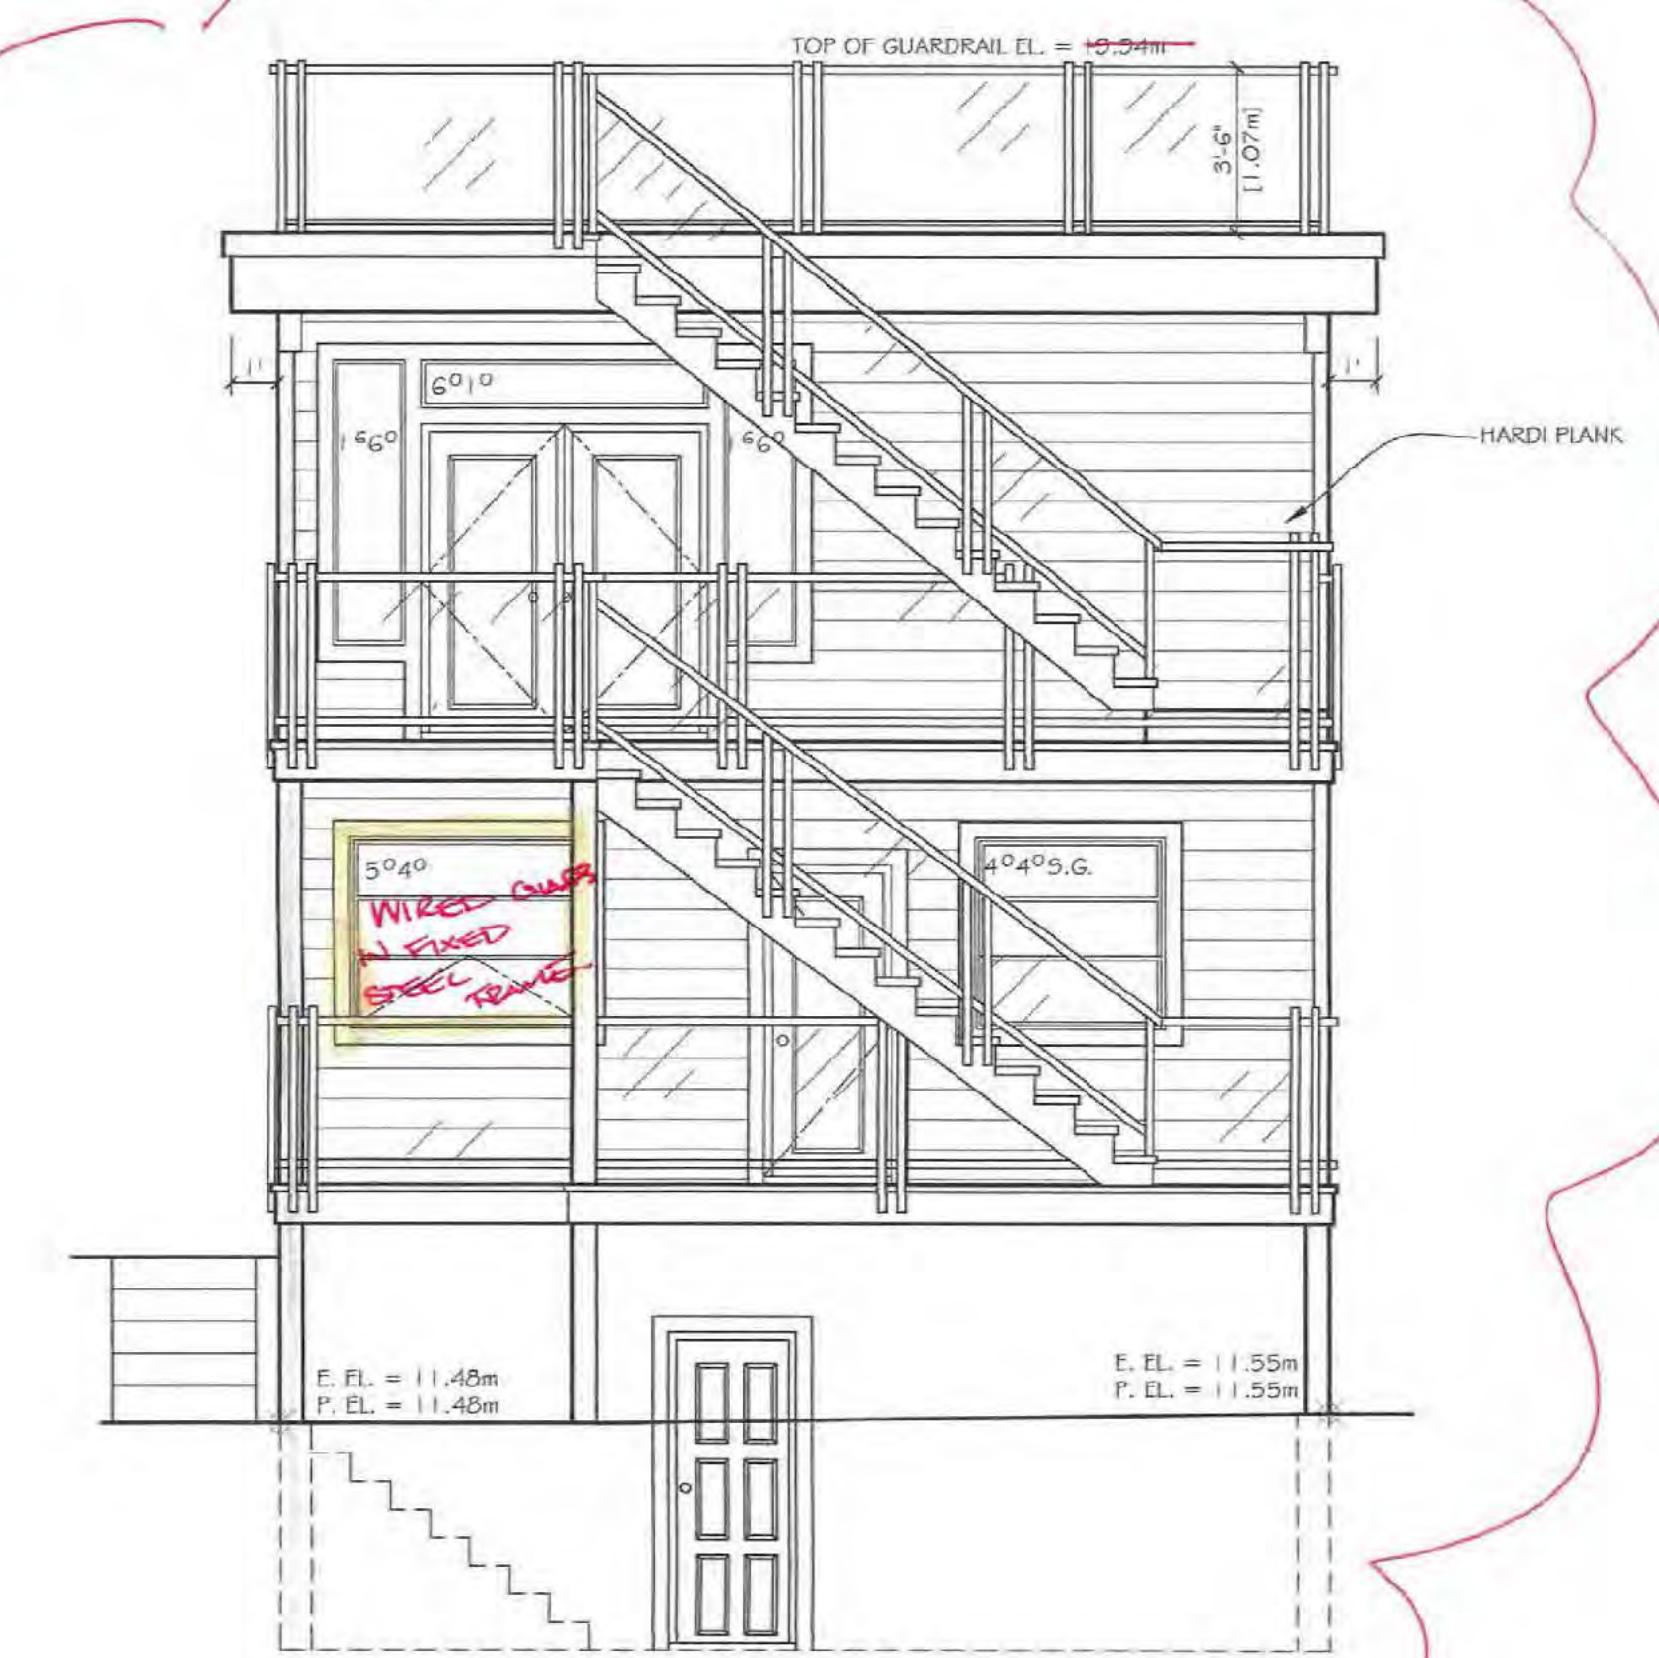 TOP OF GUARDRAIL EL. = 19.94m
3'-6"
[1.07m]
1'
1'
6⁰1⁰
1⁶6⁰
1⁶6⁰
HARDI PLANK
5⁰4⁰
WIRED GLASS
IN FIXED
STEEL FRAME
4⁰4⁰S.G.
E. EL. = 11.48m
P. EL. = 11.48m
E. EL. = 11.55m
P. EL. = 11.55m